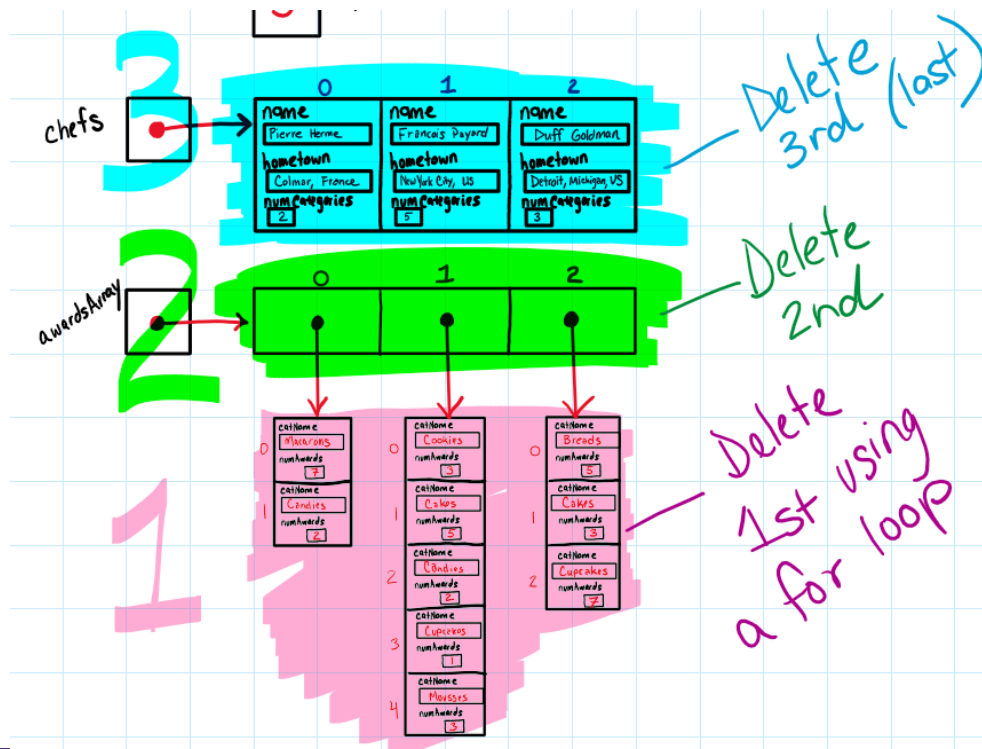 3
chefs
0 1 2
name name name
Pierre Herme Francois Payard Duff Goldman
hometown hometown hometown
Colmar, France New York City, US Detroit, Michigan, US
numCategories numCategories numCategories
2 5 3
Delete
3rd (last)
2
awardsArray
0 1 2
Delete
2nd
1
catName
0 Macarons
numAwards
7
catName
1 Candies
numAwards
2
catName
0 Cookies
numAwards
3
catName
1 Cakes
numAwards
5
catName
2 Candies
numAwards
2
catName
3 Cupcakes
numAwards
1
catName
4 Mousses
numAwards
3
catName
0 Breads
numAwards
5
catName
1 Cakes
numAwards
3
catName
2 Cupcakes
numAwards
7
Delete
1st using
a for loop